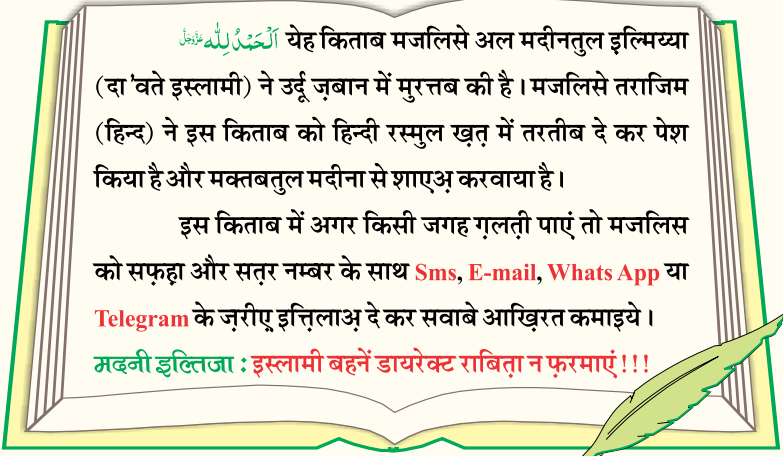 اَلْحَمْدُ لِلّٰه عَزَّوَجَلَّ येह किताब मजलिसे अल मदीनतुल इ़ल्मिय्या
(दा'वते इस्लामी) ने उर्दू ज़बान में मुरत्तब की है। मजलिसे तराजिम
(हिन्द) ने इस किताब को हिन्दी रस्मुल ख़त़ में तरतीब दे कर पेश
किया है और मक्तबतुल मदीना से शाएअ़ करवाया है।
इस किताब में अगर किसी जगह ग़लत़ी पाएं तो मजलिस
को सफ़ह़ा और सत़र नम्बर के साथ Sms, E-mail, Whats App या
Telegram के ज़रीए़ इत्त़िलाअ़ दे कर सवाबे आख़िरत कमाइये।
मदनी इल्तिजा : इस्लामी बहनें डायरेक्ट राबित़ा न फ़रमाएं !!!